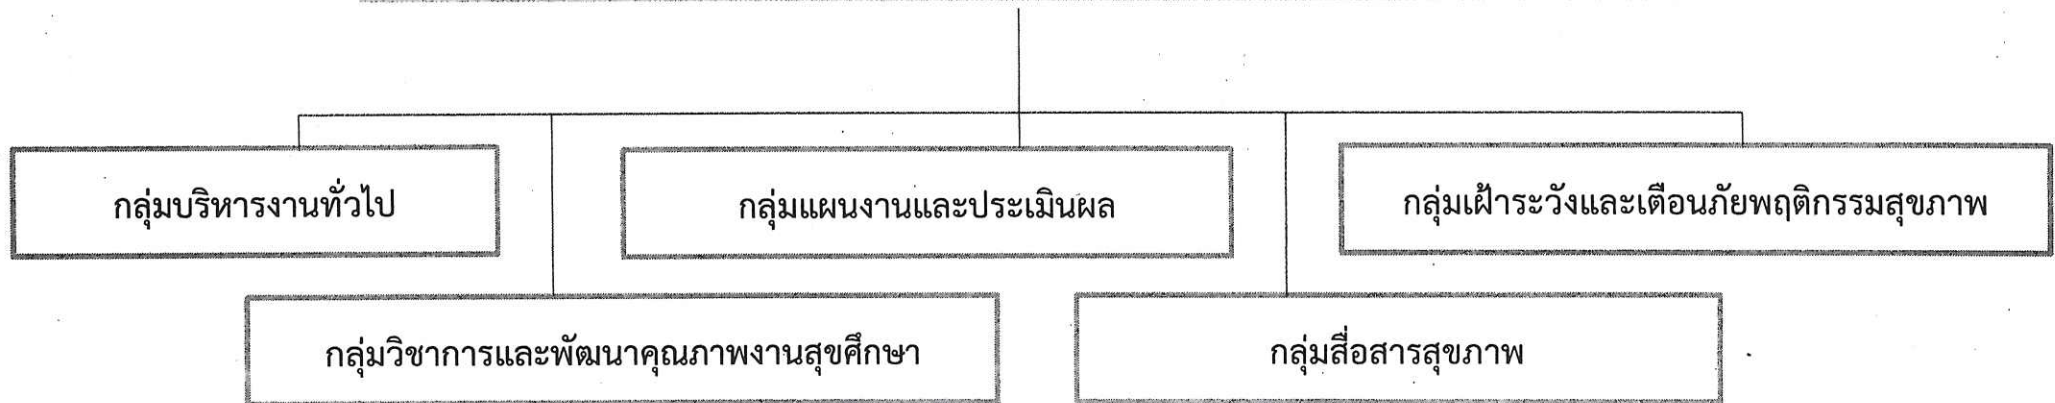 กลุ่มบริหารงานทั่วไป
กลุ่มแผนงานและประเมินผล
กลุ่มเฝ้าระวังและเตือนภัยพฤติกรรมสุขภาพ
กลุ่มวิชาการและพัฒนาคุณภาพงานสุขศึกษา
กลุ่มสื่อสารสุขภาพ